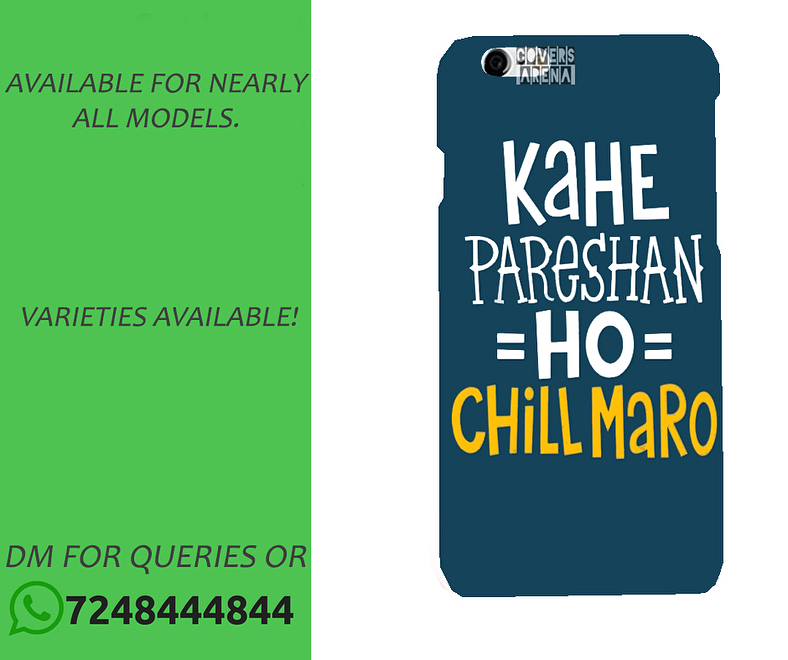 AVAILABLE FOR NEARLY
ALL MODELS.
VARIETIES AVAILABLE!
DM FOR QUERIES OR
7248444844
COVERS
ARENA
KaHE
PAReSHAN
=HO=
CHiLL MaRO